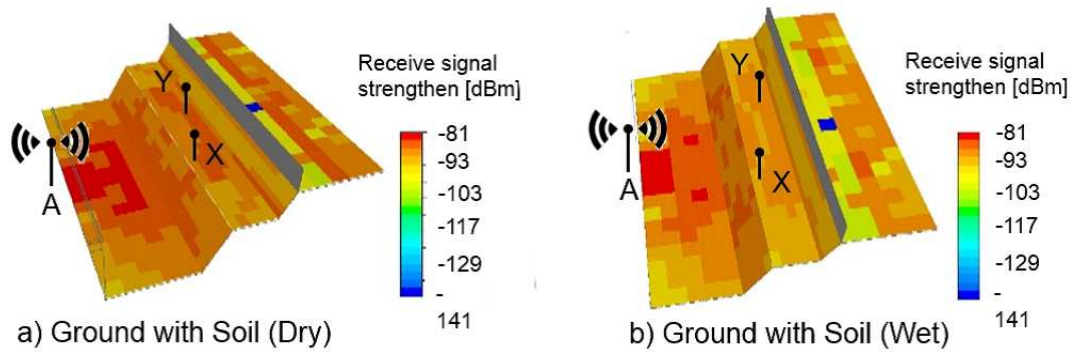 Receive signal
strengthen [dBm]
Y
X
A
-81
-93
-103
-117
-129
-
141
a) Ground with Soil (Dry)
Receive signal
strengthen [dBm]
Y
X
A
-81
-93
-103
-117
-129
-
141
b) Ground with Soil (Wet)